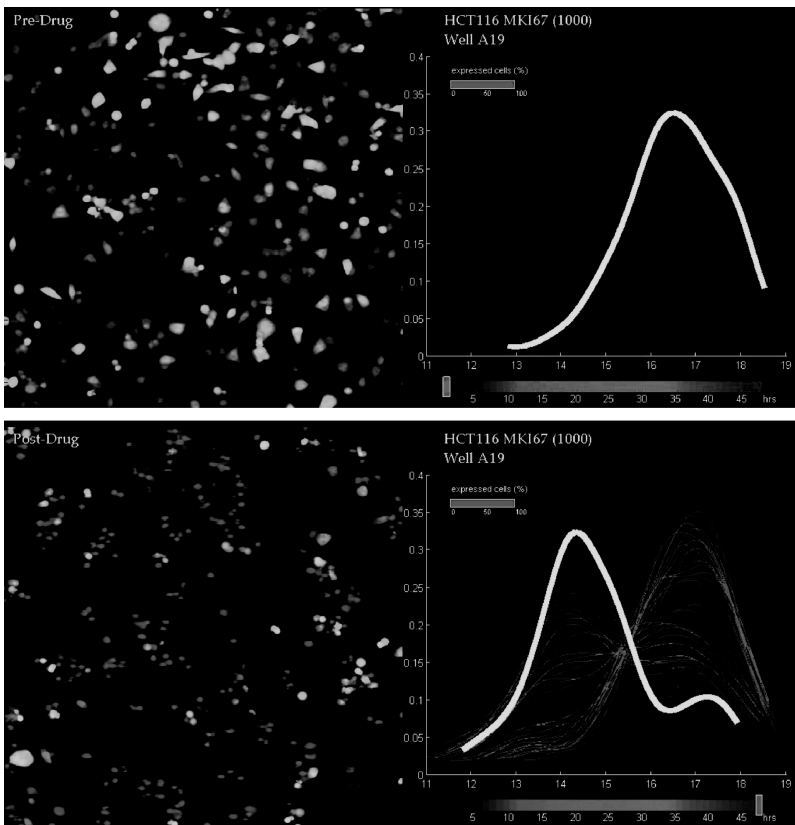 Pre-Drug
HCT116 MKI67 (1000)
Well A19
0.4
expressed cells (%)
0.35
0 50 100
0.3
0.25
0.2
0.15
0.1
0.05
0
11 12 13 14 15 16 17 18 19
5 10 15 20 25 30 35 40 45 hrs
Post-Drug
HCT116 MKI67 (1000)
Well A19
0.4
expressed cells (%)
0.35
0 50 100
0.3
0.25
0.2
0.15
0.1
0.05
0
11 12 13 14 15 16 17 18 19
5 10 15 20 25 30 35 40 45 hrs